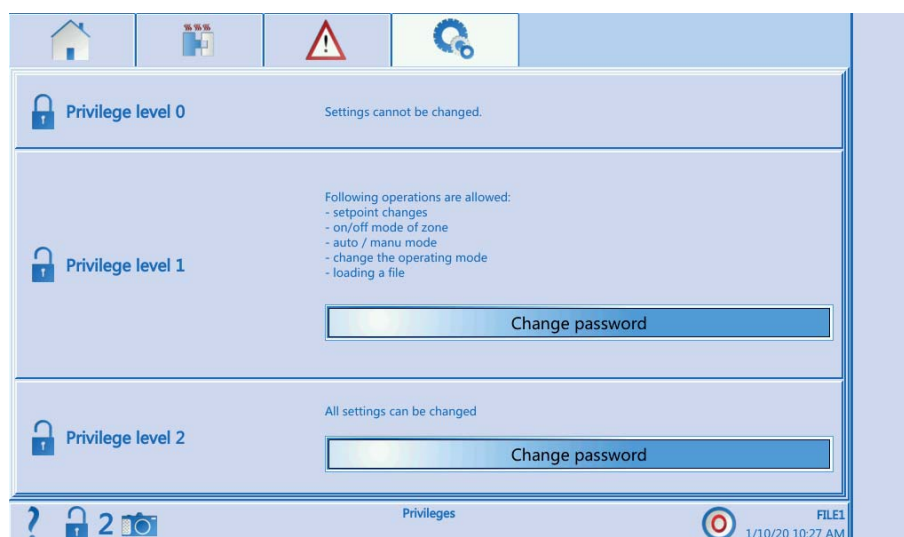 Privilege level 0
Settings cannot be changed.
Privilege level 1
Following operations are allowed:
- setpoint changes
- on/off mode of zone
- auto / manu mode
- change the operating mode
- loading a file
Change password
Privilege level 2
All settings can be changed
Change password
? 2
Privileges
FILE1
1/10/20 10:27 AM